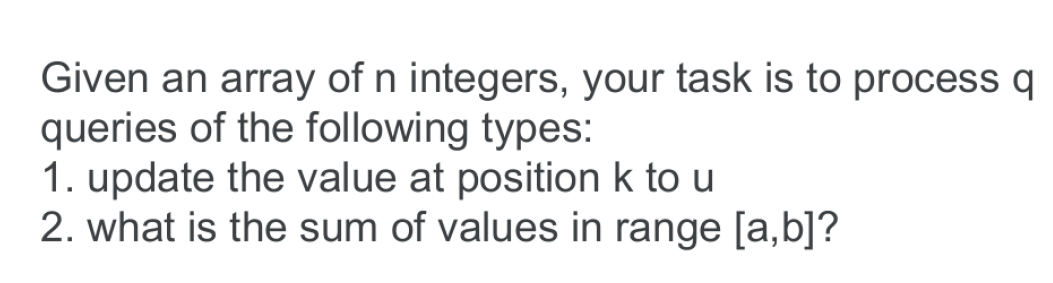 Given an array of n integers, your task is to process q
queries of the following types:
1. update the value at position k to u
2. what is the sum of values in range [a,b]?